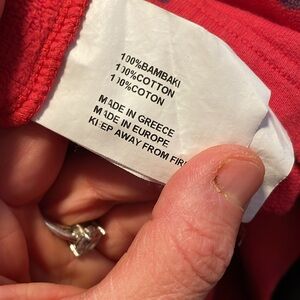 100%BAMBAKI
100%COTTON
100%COTON
MADE IN GREECE
MADE IN EUROPE
KEEP AWAY FROM FIRE